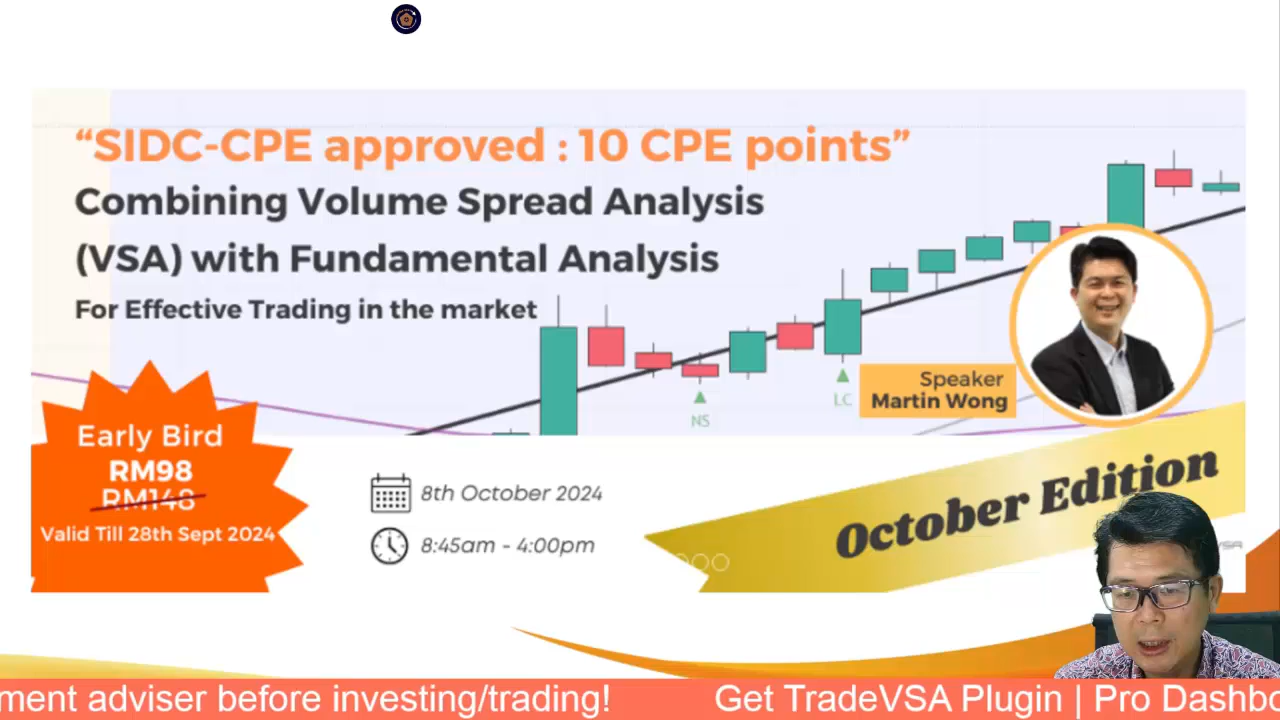 “SIDC-CPE approved : 10 CPE points”
Combining Volume Spread Analysis
(VSA) with Fundamental Analysis
For Effective Trading in the market
NS
LC
Speaker
Martin Wong
Early Bird
RM98
RM148
Valid Till 28th Sept 2024
8th October 2024
8:45am - 4:00pm
October Edition
ment adviser before investing/trading! Get TradeVSA Plugin | Pro Dashbo